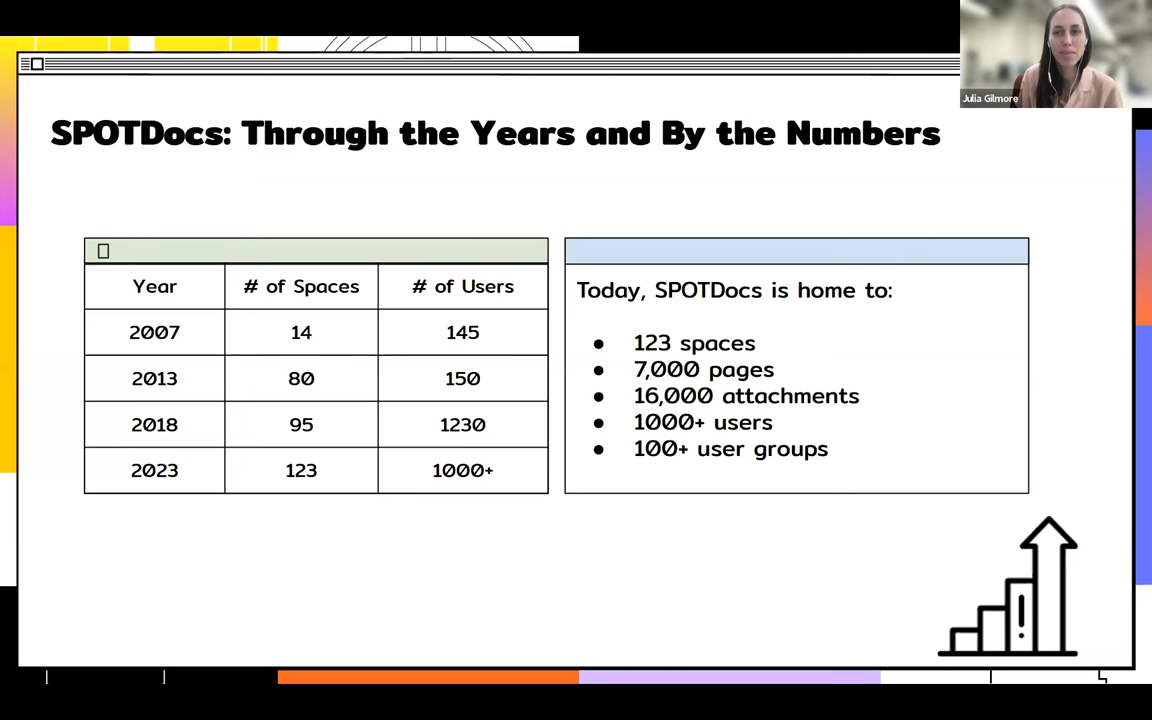 Julia Gilmore
SPOTDocs: Through the Years and By the Numbers
Year # of Spaces # of Users
2007 14 145
2013 80 150
2018 95 1230
2023 123 1000+
Today, SPOTDocs is home to:
● 123 spaces
● 7,000 pages
● 16,000 attachments
● 1000+ users
● 100+ user groups